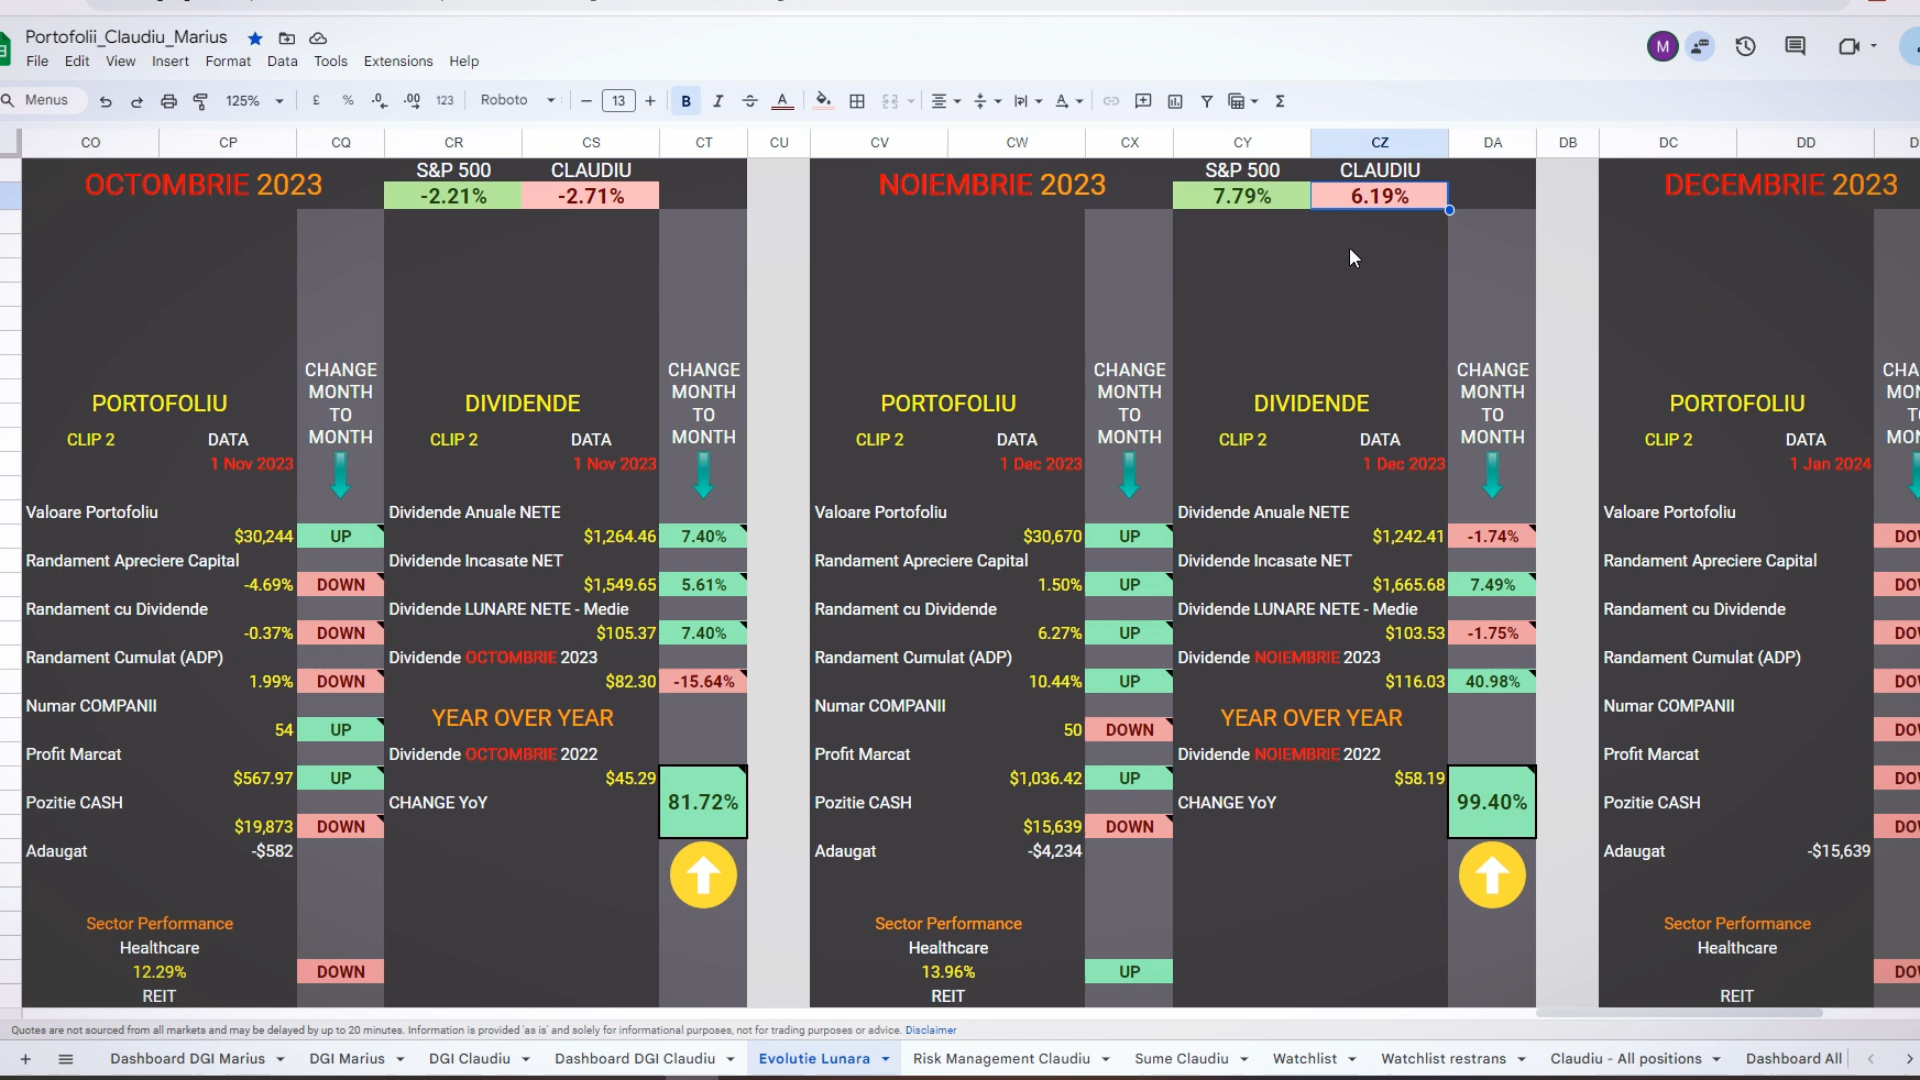 Portofolii_Claudiu_Marius
M
File Edit View Insert Format Data Tools Extensions Help
Menus 125% £ % .0 .00 123 Roboto 13 B I A Σ
CO CP CQ CR CS CT CU CV CW CX CY CZ DA DB DC DD
OCTOMBRIE 2023 S&P 500 CLAUDIU NOIEMBRIE 2023 S&P 500 CLAUDIU DECEMBRIE 2023
-2.21% -2.71% 7.79% 6.19%
CHANGE CHANGE CHANGE CHANGE
MONTH MONTH MONTH MONTH
PORTOFOLIU TO DIVIDENDE TO PORTOFOLIU TO DIVIDENDE TO PORTOFOLIU
CLIP 2 DATA MONTH CLIP 2 DATA MONTH CLIP 2 DATA MONTH CLIP 2 DATA MONTH CLIP 2 DATA
1 Nov 2023 1 Nov 2023 1 Dec 2023 1 Dec 2023 1 Jan 2024
Valoare Portofoliu Dividende Anuale NETE Valoare Portofoliu Dividende Anuale NETE Valoare Portofoliu
$30,244 UP $1,264.46 7.40% $30,670 UP $1,242.41 -1.74%
Randament Apreciere Capital Dividende Incasate NET Randament Apreciere Capital Dividende Incasate NET Randament Apreciere Capital
-4.69% DOWN $1,549.65 5.61% 1.50% UP $1,665.68 7.49%
Randament cu Dividende Dividende LUNARE NETE - Medie Randament cu Dividende Dividende LUNARE NETE - Medie Randament cu Dividende
-0.37% DOWN $105.37 7.40% 6.27% UP $103.53 -1.75%
Randament Cumulat (ADP) Dividende OCTOMBRIE 2023 Randament Cumulat (ADP) Dividende NOIEMBRIE 2023 Randament Cumulat (ADP)
1.99% DOWN $82.30 -15.64% 10.44% UP $116.03 40.98%
Numar COMPANII YEAR OVER YEAR Numar COMPANII YEAR OVER YEAR Numar COMPANII
54 UP 50 DOWN
Profit Marcat Dividende OCTOMBRIE 2022 Profit Marcat Dividende NOIEMBRIE 2022 Profit Marcat
$567.97 UP $45.29 $1,036.42 UP $58.19
Pozitie CASH CHANGE YoY 81.72% Pozitie CASH CHANGE YoY 99.40% Pozitie CASH
$19,873 DOWN $15,639 DOWN
Adaugat -$582 Adaugat -$4,234 Adaugat -$15,639
Sector Performance Sector Performance Sector Performance
Healthcare Healthcare Healthcare
12.29% DOWN 13.96% UP
REIT REIT REIT
Quotes are not sourced from all markets and may be delayed by up to 20 minutes. Information is provided 'as is' and solely for informational purposes, not for trading purposes or advice. Disclaimer
+ Dashboard DGI Marius DGI Marius DGI Claudiu Dashboard DGI Claudiu Evolutie Lunara Risk Management Claudiu Sume Claudiu Watchlist Watchlist restrans Claudiu - All positions Dashboard All